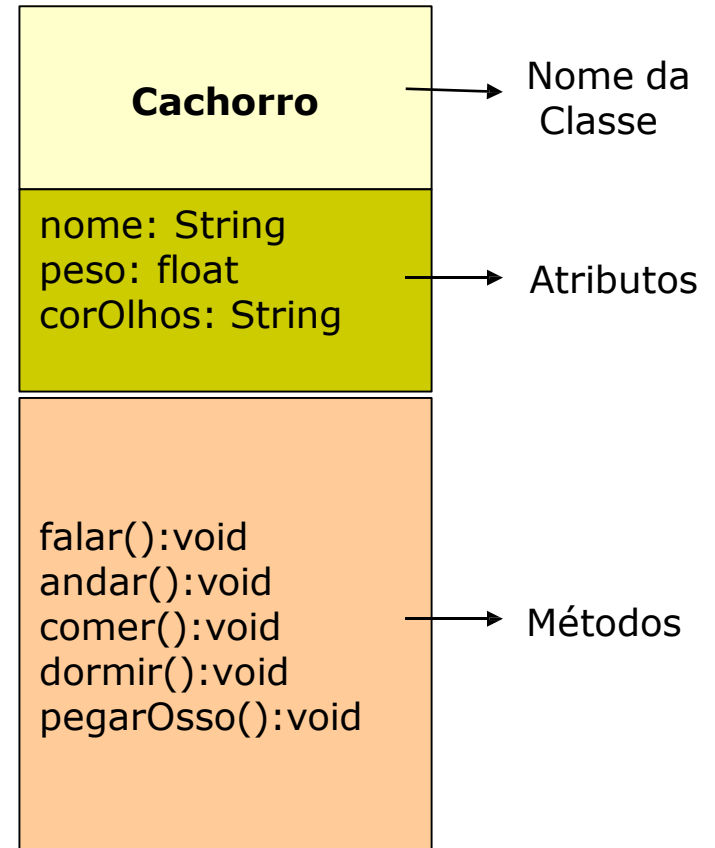 Cachorro
Nome da
Classe
nome: String
peso: float
corOlhos: String
Atributos
falar():void
andar():void
comer():void
dormir():void
pegarOsso():void
Métodos